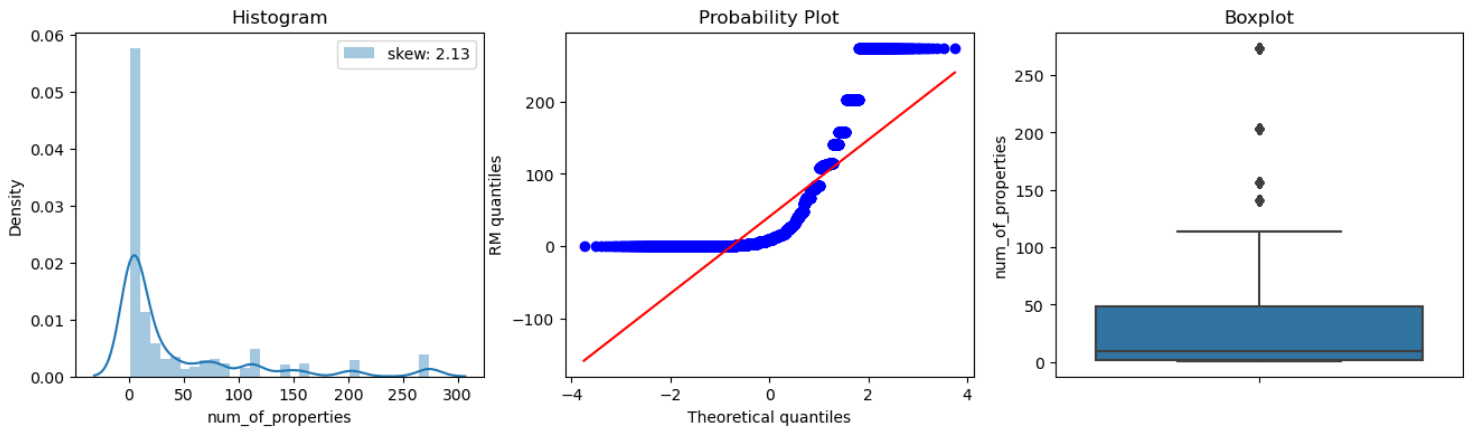 Histogram
skew: 2.13
0.06
0.05
0.04
0.03
0.02
0.01
0.00
Density
0 50 100 150 200 250 300
num_of_properties
Probability Plot
200
100
0
−100
RM quantiles
−4 −2 0 2 4
Theoretical quantiles
Boxplot
250
200
150
100
50
0
num_of_properties